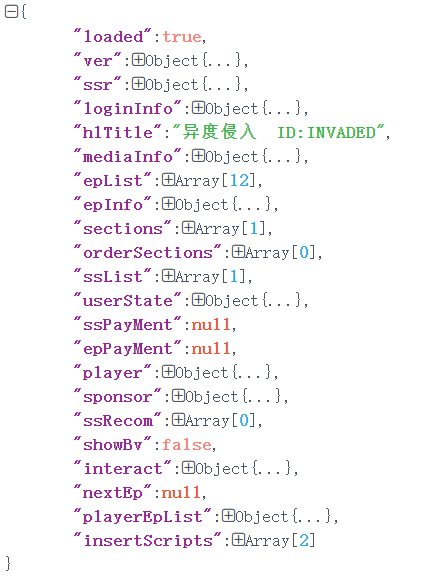 {
"loaded":true,
"ver":Object{...},
"ssr":Object{...},
"loginInfo":Object{...},
"h1Title":"异度侵入  ID:INVADED",
"mediaInfo":Object{...},
"epList":Array[12],
"epInfo":Object{...},
"sections":Array[1],
"orderSections":Array[0],
"ssList":Array[1],
"userState":Object{...},
"ssPayMent":null,
"epPayMent":null,
"player":Object{...},
"sponsor":Object{...},
"ssRecom":Array[0],
"showBv":false,
"interact":Object{...},
"nextEp":null,
"playerEpList":Object{...},
"insertScripts":Array[2]
}